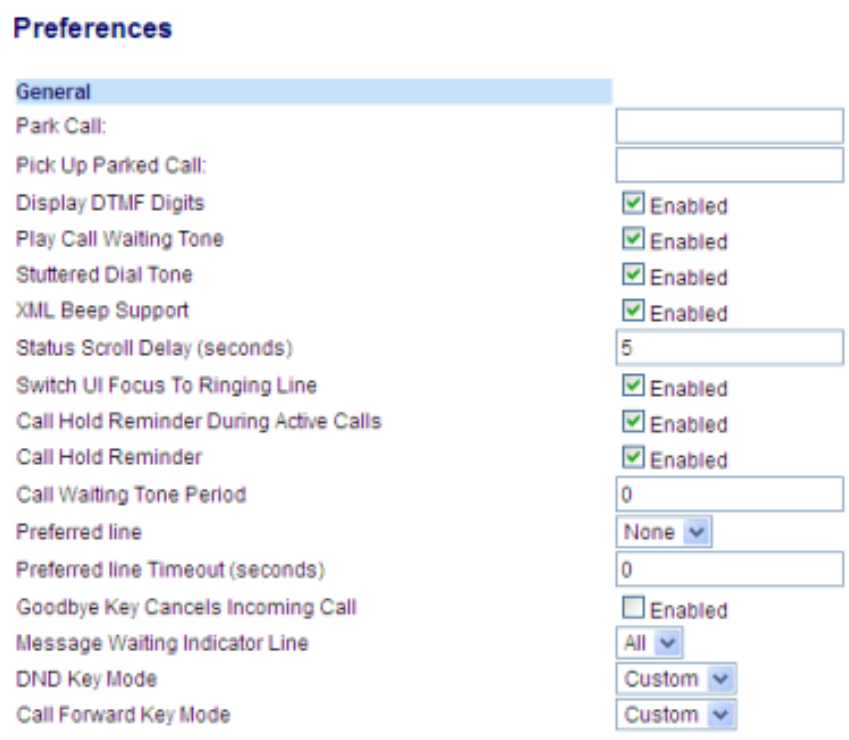 Preferences
General
Park Call:
Pick Up Parked Call:
Display DTMF Digits Enabled
Play Call Waiting Tone Enabled
Stuttered Dial Tone Enabled
XML Beep Support Enabled
Status Scroll Delay (seconds) 5
Switch UI Focus To Ringing Line Enabled
Call Hold Reminder During Active Calls Enabled
Call Hold Reminder Enabled
Call Waiting Tone Period 0
Preferred line None
Preferred line Timeout (seconds) 0
Goodbye Key Cancels Incoming Call Enabled
Message Waiting Indicator Line All
DND Key Mode Custom
Call Forward Key Mode Custom